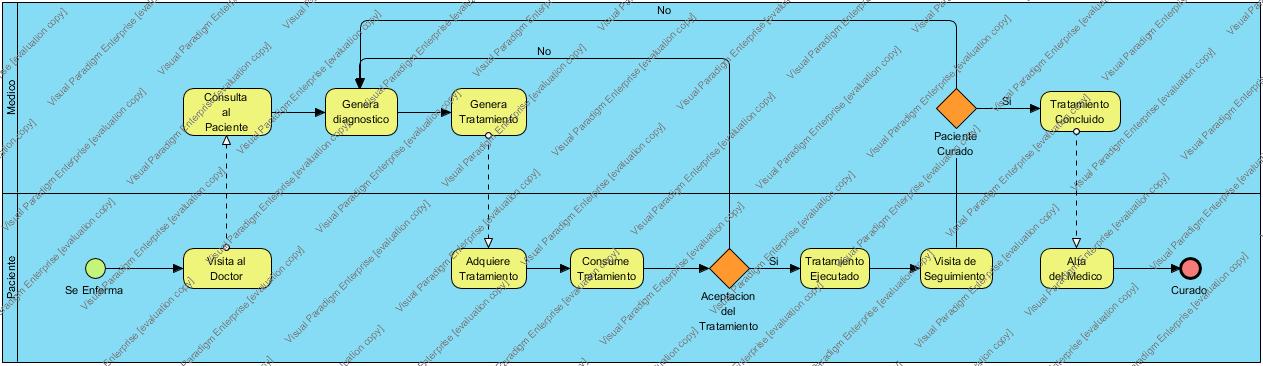 No
No
Medico
Consulta
al
Paciente
Genera
diagnostico
Genera
Tratamiento
Paciente
Curado
Si
Tratamiento
Concluido
Paciente
Se Enferma
Visita al
Doctor
Adquiere
Tratamiento
Consume
Tratamiento
Aceptacion
del
Tratamiento
Si
Tratamiento
Ejecutado
Visita de
Seguimiento
Alta
del Medico
Curado
Visual Paradigm Enterprise [evaluation copy]